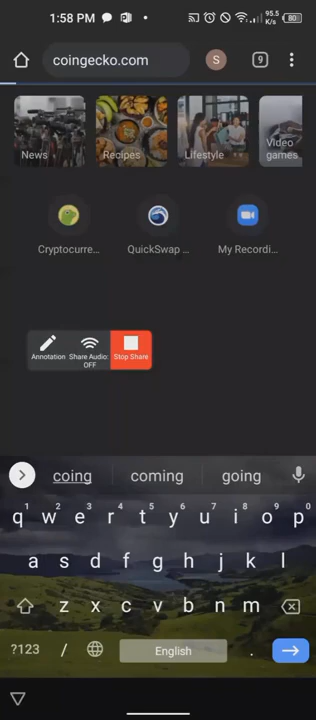 1:58 PM
95.5
K/s
80
coingecko.com
S
9
News
Recipes
Lifestyle
Video
games
Cryptocurre...
QuickSwap ...
My Recordi...
Annotation
Share Audio:
OFF
Stop Share
coing coming going
1 2 3 4 5 6 7 8 9 0
q w e r t y u i o p
a s d f g h j k l
z x c v b n m
?123 / English .